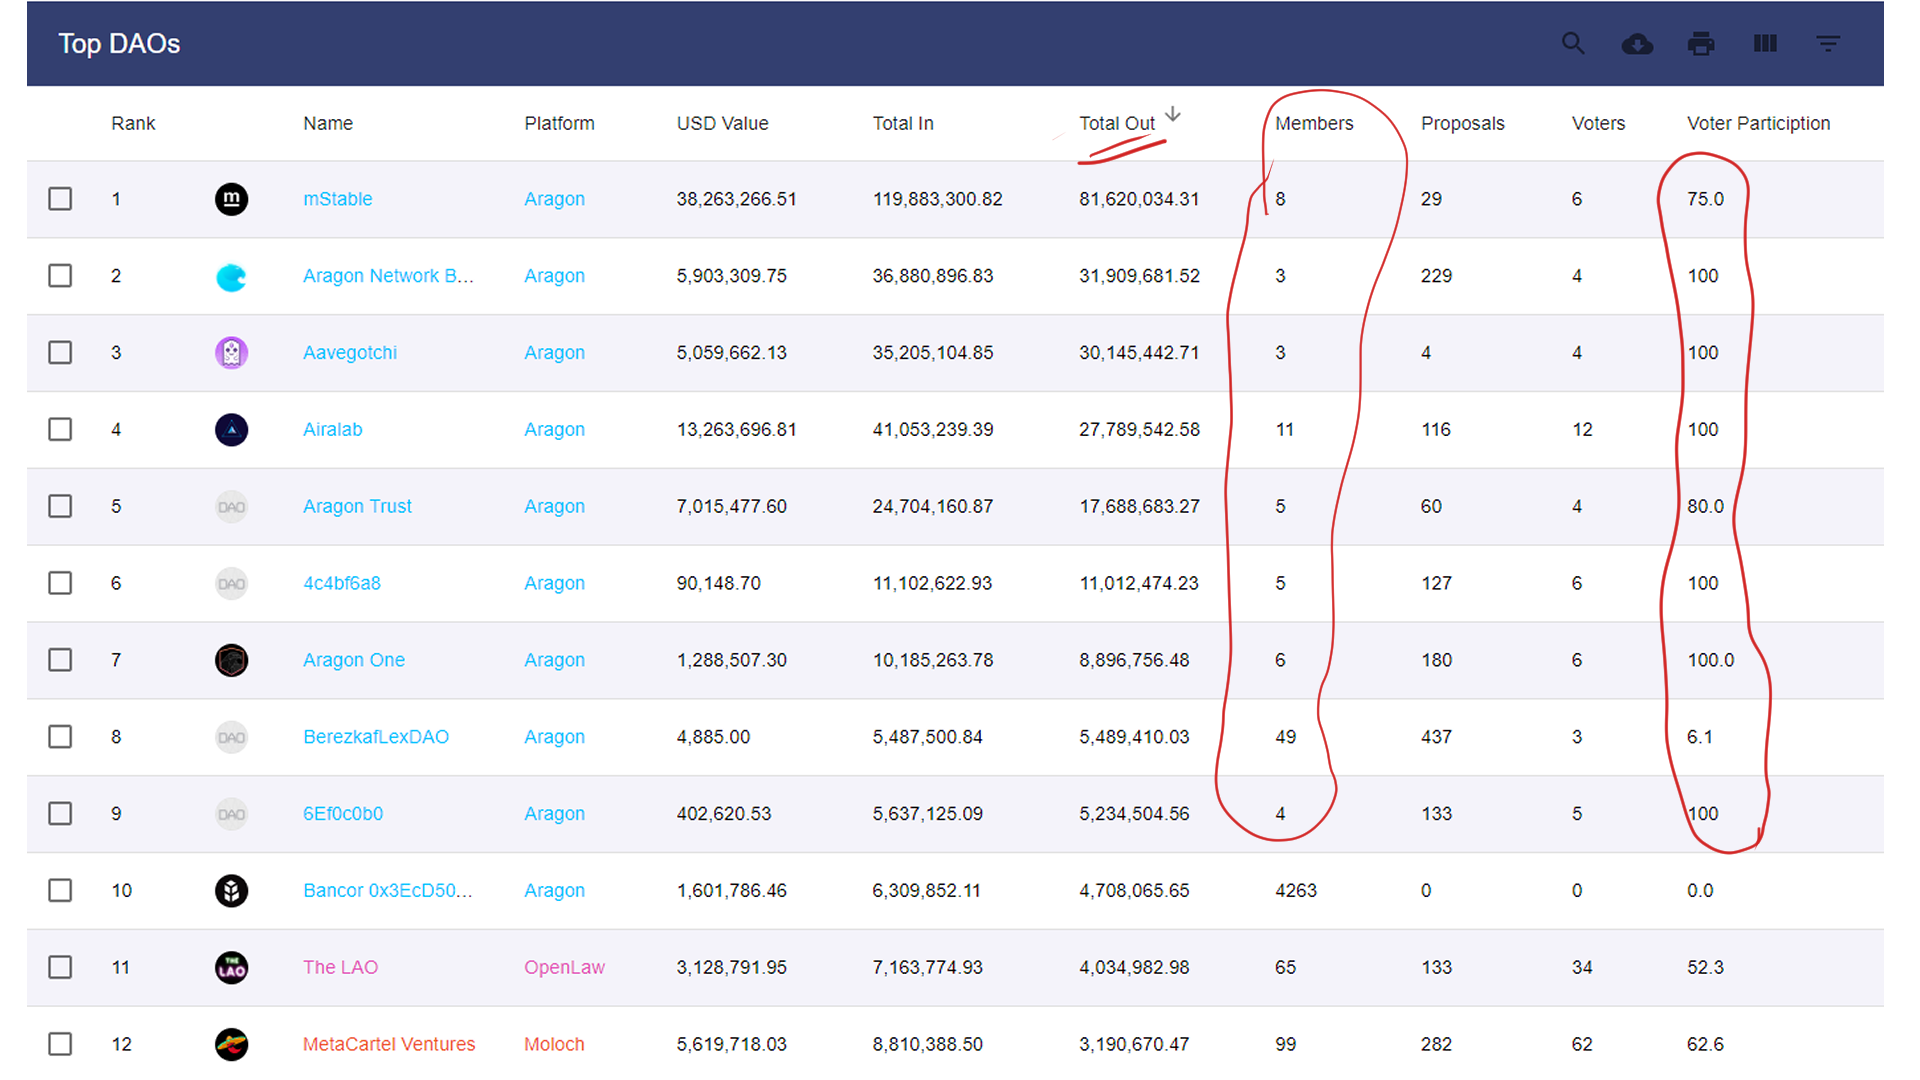 Top DAOs
Rank Name Platform USD Value Total In Total Out Members Proposals Voters Voter Particiption
1 m mStable Aragon 38,263,266.51 119,883,300.82 81,620,034.31 8 29 6 75.0
2 Aragon Network B... Aragon 5,903,309.75 36,880,896.83 31,909,681.52 3 229 4 100
3 Aavegotchi Aragon 5,059,662.13 35,205,104.85 30,145,442.71 3 4 4 100
4 Airalab Aragon 13,263,696.81 41,053,239.39 27,789,542.58 11 116 12 100
5 DAO Aragon Trust Aragon 7,015,477.60 24,704,160.87 17,688,683.27 5 60 4 80.0
6 DAO 4c4bf6a8 Aragon 90,148.70 11,102,622.93 11,012,474.23 5 127 6 100
7 Aragon One Aragon 1,288,507.30 10,185,263.78 8,896,756.48 6 180 6 100.0
8 DAO BerezkafLexDAO Aragon 4,885.00 5,487,500.84 5,489,410.03 49 437 3 6.1
9 DAO 6Ef0c0b0 Aragon 402,620.53 5,637,125.09 5,234,504.56 4 133 5 100
10 Bancor 0x3EcD50... Aragon 1,601,786.46 6,309,852.11 4,708,065.65 4263 0 0 0.0
11 THE LAO The LAO OpenLaw 3,128,791.95 7,163,774.93 4,034,982.98 65 133 34 52.3
12 MetaCartel Ventures Moloch 5,619,718.03 8,810,388.50 3,190,670.47 99 282 62 62.6